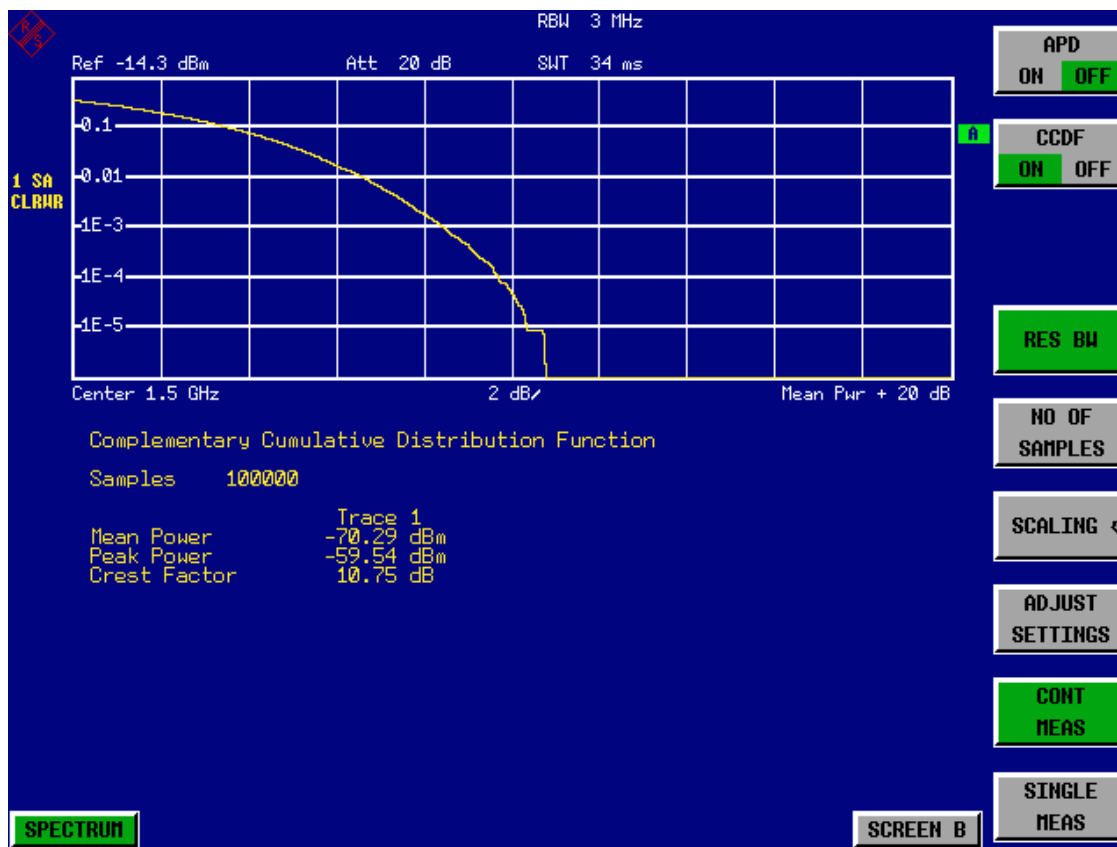 RBW 3 MHz
Ref -14.3 dBm Att 20 dB SWT 34 ms
R S
0.1
A
1 SA
CLRWR
0.01
1E-3
1E-4
1E-5
Center 1.5 GHz 2 dB/ Mean Pwr + 20 dB
Complementary Cumulative Distribution Function
Samples 100000
Trace 1
Mean Power -70.29 dBm
Peak Power -59.54 dBm
Crest Factor 10.75 dB
APD
ON OFF
CCDF
ON OFF
RES BW
NO OF
SAMPLES
SCALING
ADJUST
SETTINGS
CONT
MEAS
SINGLE
MEAS
SPECTRUM
SCREEN B